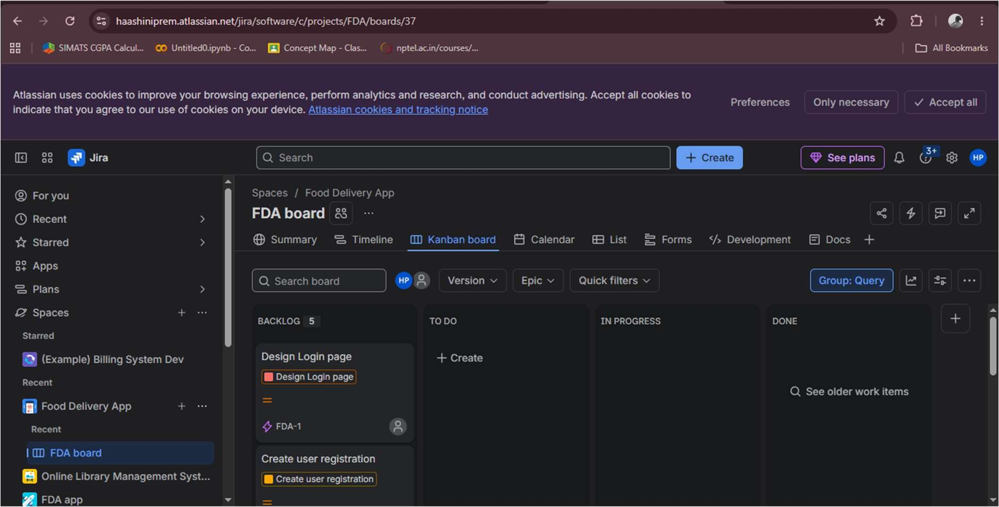 haashiniprem.atlassian.net/jira/software/c/projects/FDA/boards/37
SIMATS CGPA Calcul...
Untitled0.ipynb - Co...
Concept Map - Clas...
nptel.ac.in/courses/...
All Bookmarks
Atlassian uses cookies to improve your browsing experience, perform analytics and research, and conduct advertising. Accept all cookies to
indicate that you agree to our use of cookies on your device. Atlassian cookies and tracking notice
Preferences
Only necessary
Accept all
Jira
Search
Create
See plans
3+
HP
For you
Recent
Starred
Apps
Plans
Spaces
Starred
(Example) Billing System Dev
Recent
Food Delivery App
Recent
FDA board
Online Library Management Syst...
FDA app
Spaces / Food Delivery App
FDA board
Summary
Timeline
Kanban board
Calendar
List
Forms
Development
Docs
Search board
HP
Version
Epic
Quick filters
Group: Query
BACKLOG 5
Design Login page
Design Login page
FDA-1
Create user registration
Create user registration
TO DO
Create
IN PROGRESS
DONE
See older work items